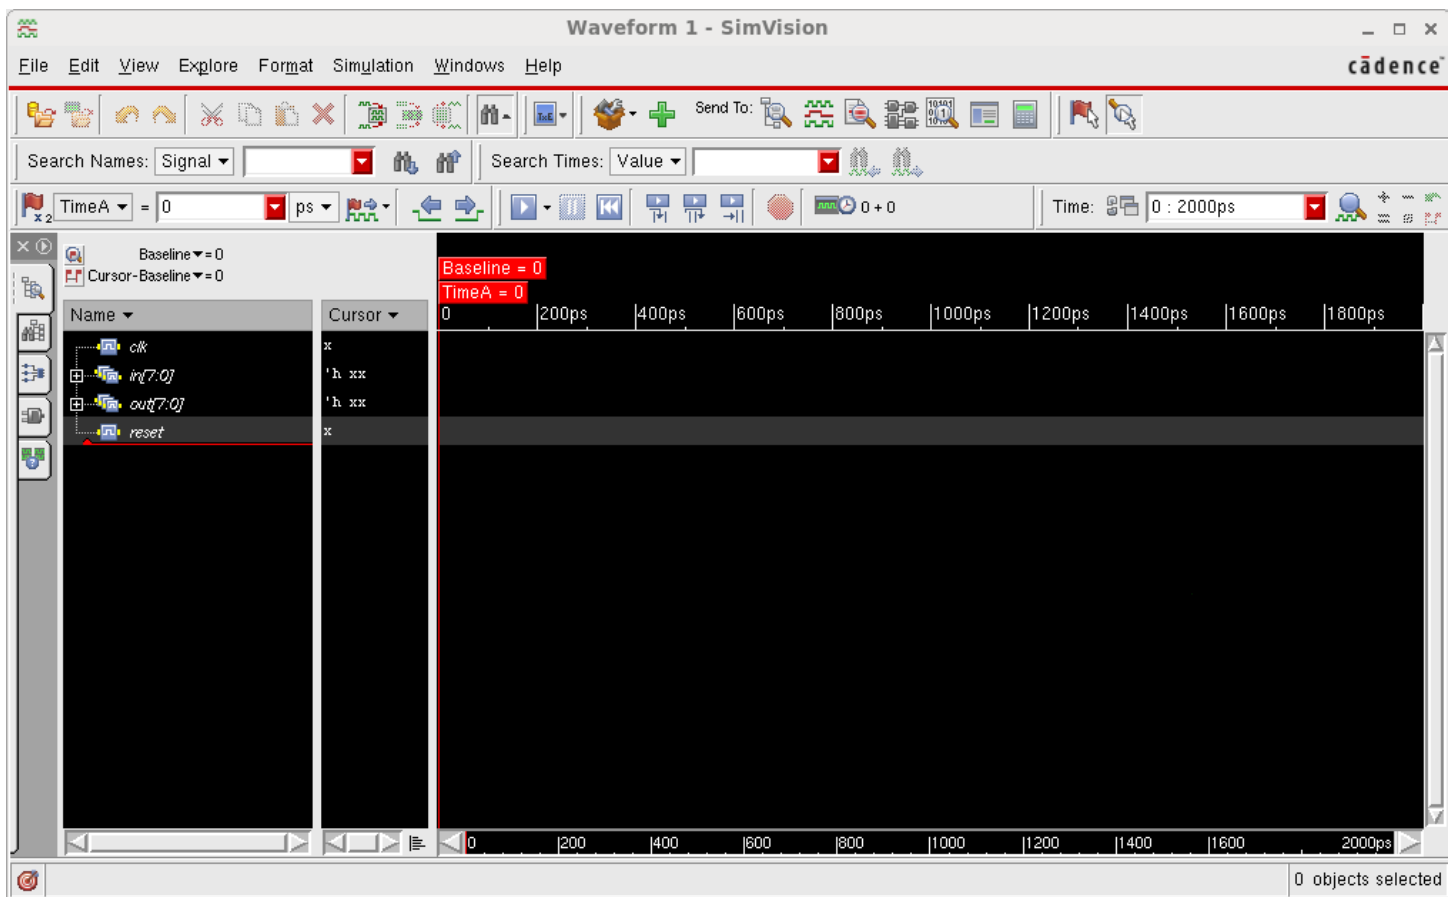 Waveform 1 - SimVision
File Edit View Explore Format Simulation Windows Help cādence
Send To:
Search Names: Signal Search Times: Value
x2 TimeA = 0 ps 0 + 0 Time: 0 : 2000ps
Baseline = 0
Cursor-Baseline = 0
Baseline = 0
TimeA = 0
Name Cursor 0 200ps 400ps 600ps 800ps 1000ps 1200ps 1400ps 1600ps 1800ps
clk x
in[7:0] 'h xx
out[7:0] 'h xx
reset x
0 200 400 600 800 1000 1200 1400 1600 2000ps
0 objects selected